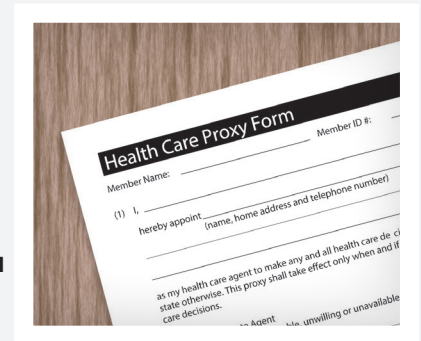 Health Care Proxy Form
Member Name:
Member ID #:
(1) I,
hereby appoint
(name, home address and telephone number)
as my health care agent to make any and all health care de ci
state otherwise. This proxy shall take effect only when and if
care decisions.
Agent
unwilling or unavailable